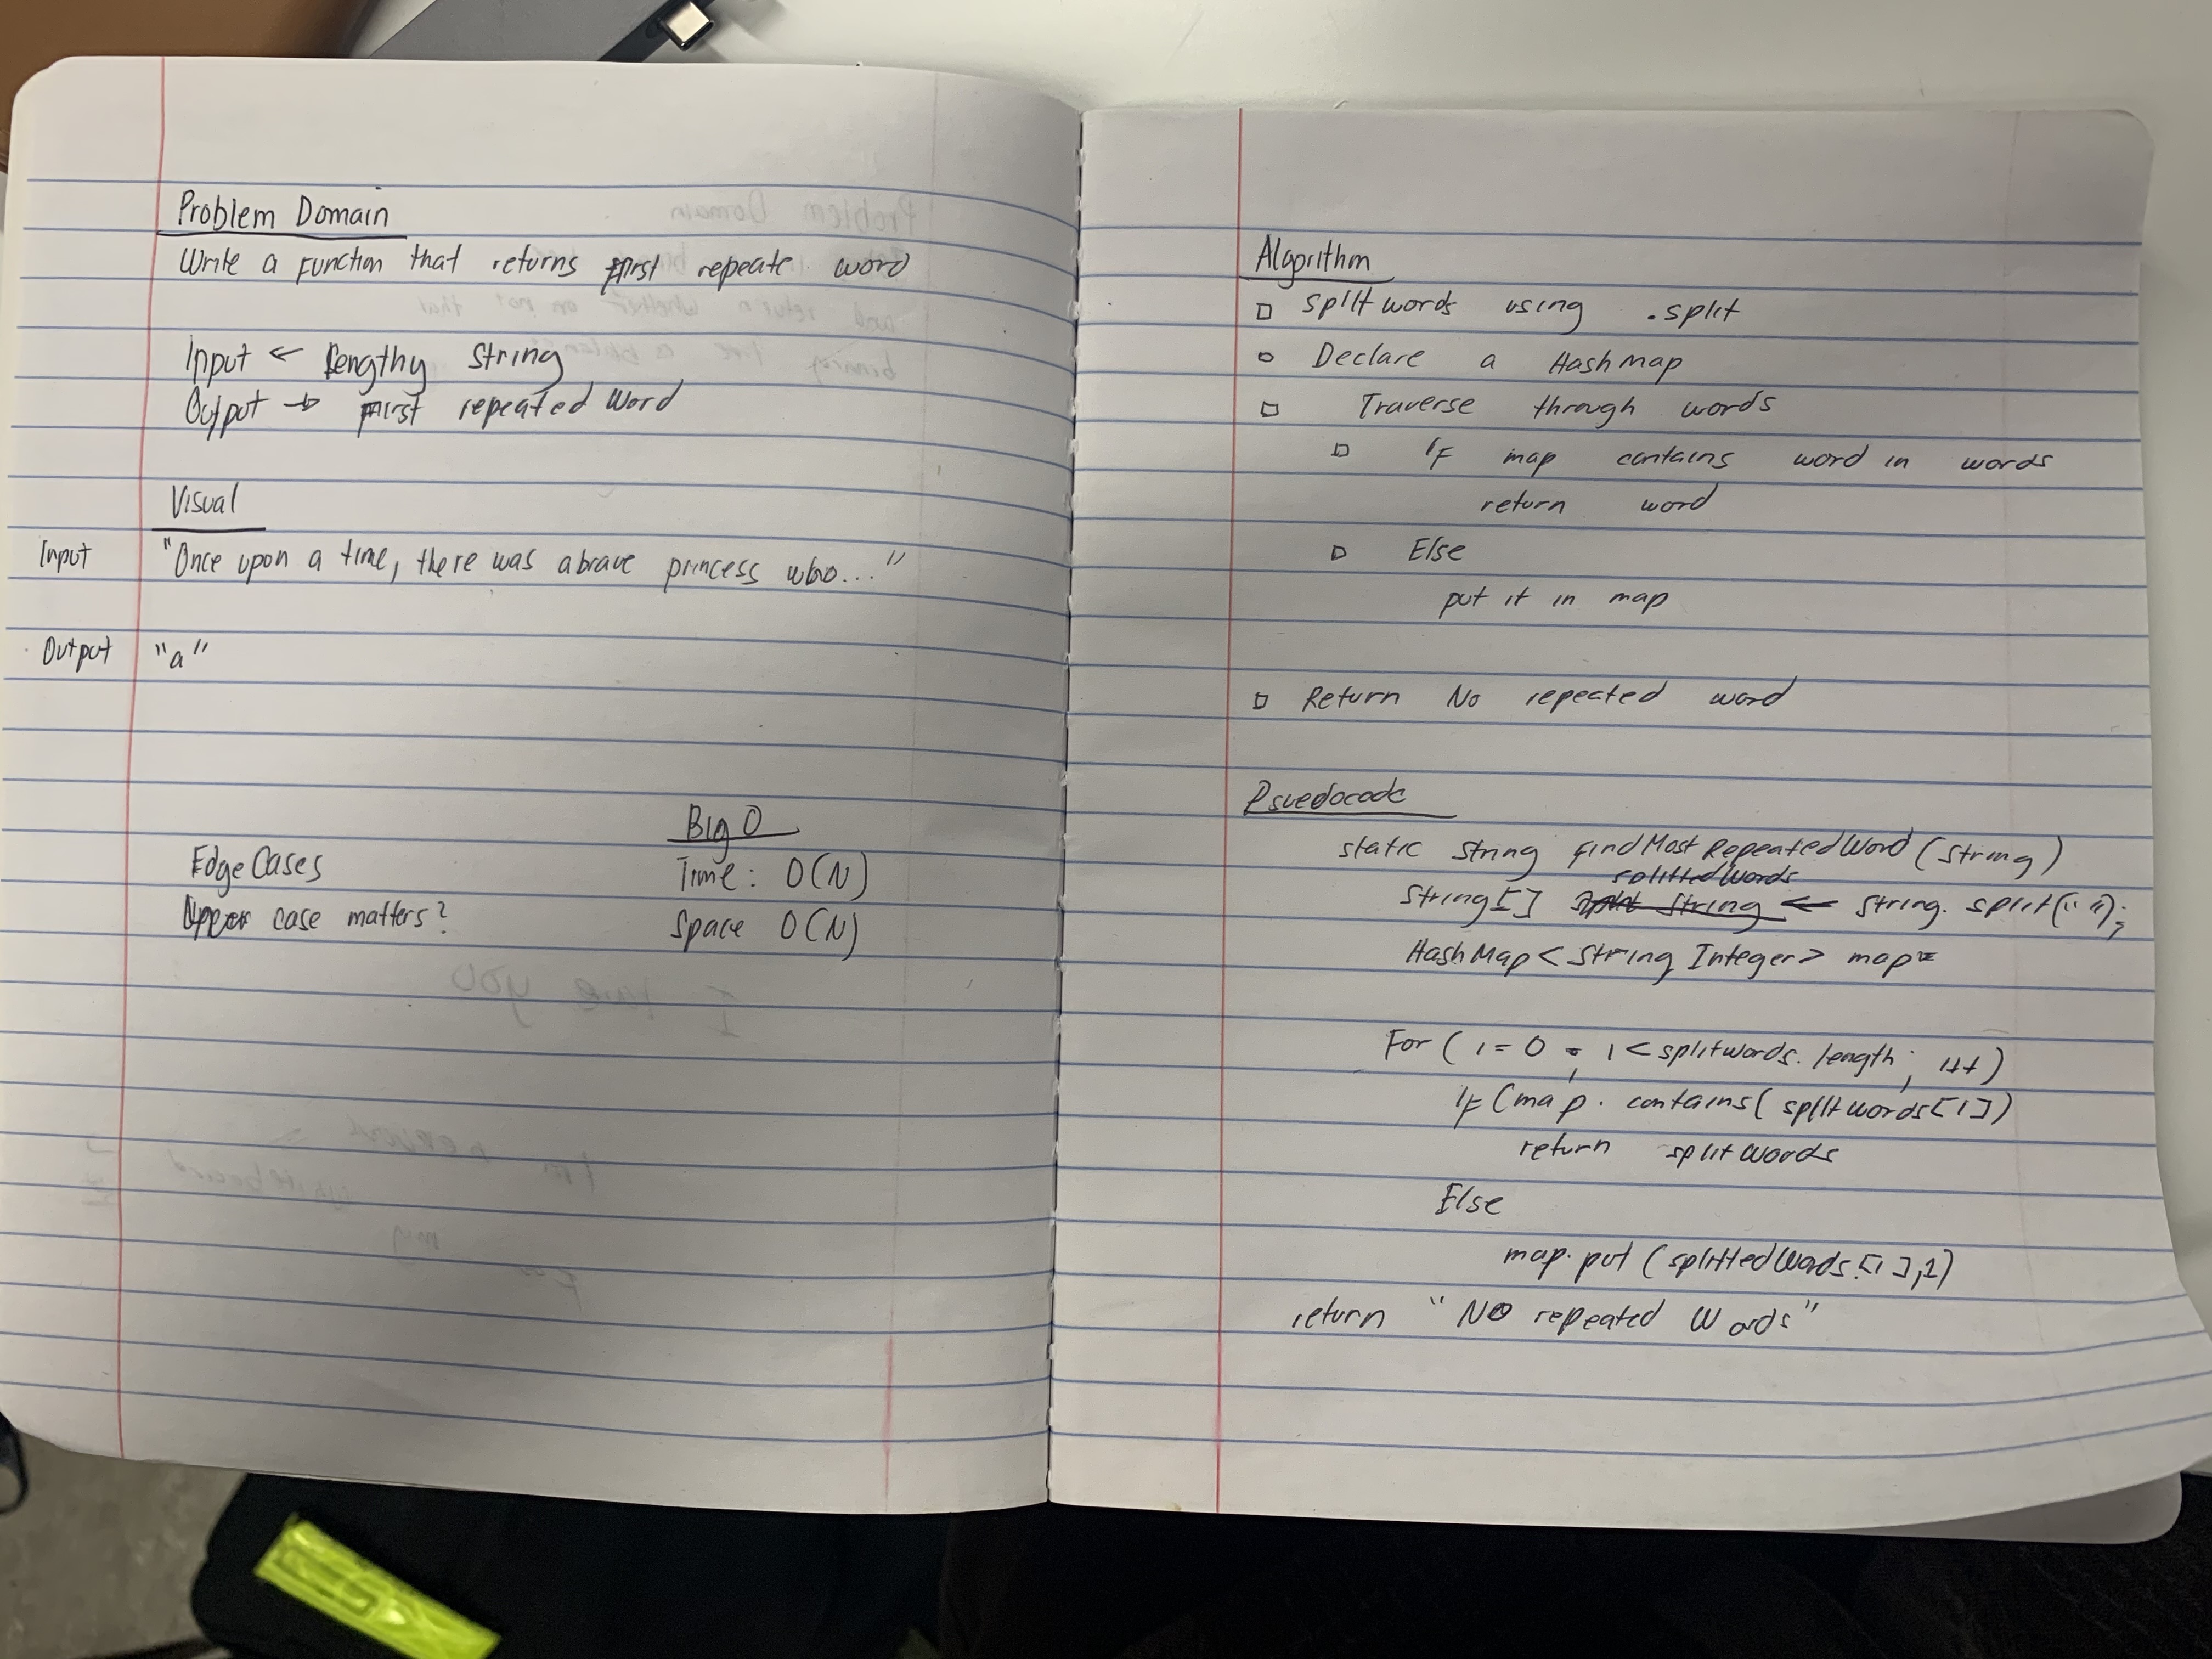 Problem Domain
Write a function that returns first repeate word
Input ← Lengthy String
Output → First repeated Word
Visual
Input "Once upon a time, there was a brave princess who..."
Output "a"
Big O
Edge Cases
Time: O(N)
Upper case matters?
Space O(N)
Algorithm
split words using .split
Declare a HashMap
Traverse through words
If map contains word in words
return word
Else
put it in map
Return No repeated word
Psuedocode
static String findMostRepeatedWord(String)
splittedWords
String[] ← String.split(" ");
HashMap<String Integer> map=
For ( i=0 ; i<splitwords.length; i++)
If (map.contains(splitwords[i])
return splitwords
Else
map.put (splittedWords.[i],1)
return "No repeated Words"